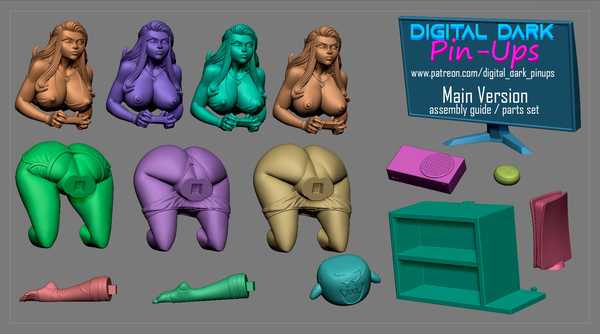 DIGITAL DARK
Pin-Ups
www.patreon.com/digital_dark_pinups
Main Version
assembly guide / parts set